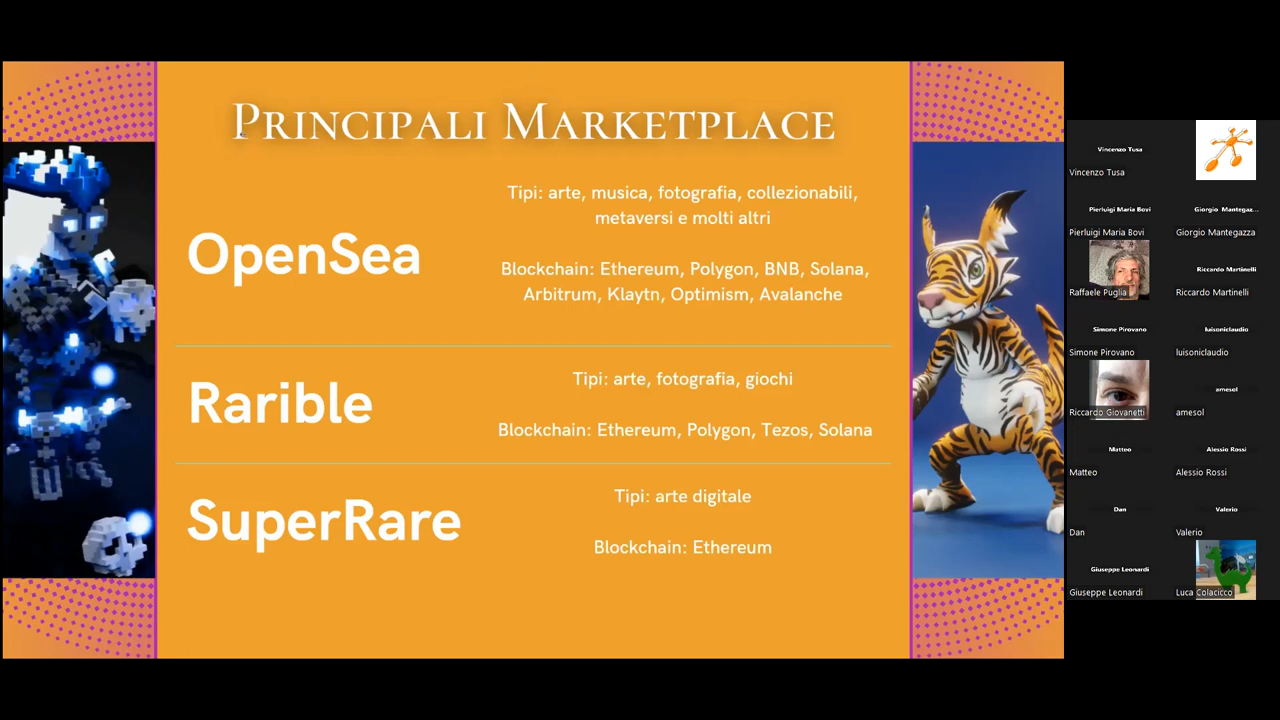 Principali Marketplace
OpenSea
Tipi: arte, musica, fotografia, collezionabili,
metaversi e molti altri
Blockchain: Ethereum, Polygon, BNB, Solana,
Arbitrum, Klaytn, Optimism, Avalanche
Rarible
Tipi: arte, fotografia, giochi
Blockchain: Ethereum, Polygon, Tezos, Solana
SuperRare
Tipi: arte digitale
Blockchain: Ethereum
Vincenzo Tusa
Vincenzo Tusa
Pierluigi Maria Bovi
Giorgio Mantegaz...
Pierluigi Maria Bovi
Giorgio Mantegazza
Riccardo Martinelli
Raffaele Puglia
Riccardo Martinelli
Simone Pirovano
luisoniclaudio
Simone Pirovano
luisoniclaudio
amesol
Riccardo Giovanetti
amesol
Matteo
Alessio Rossi
Matteo
Alessio Rossi
Dan
Valerio
Dan
Valerio
Giuseppe Leonardi
Giuseppe Leonardi
Luca Colacicco